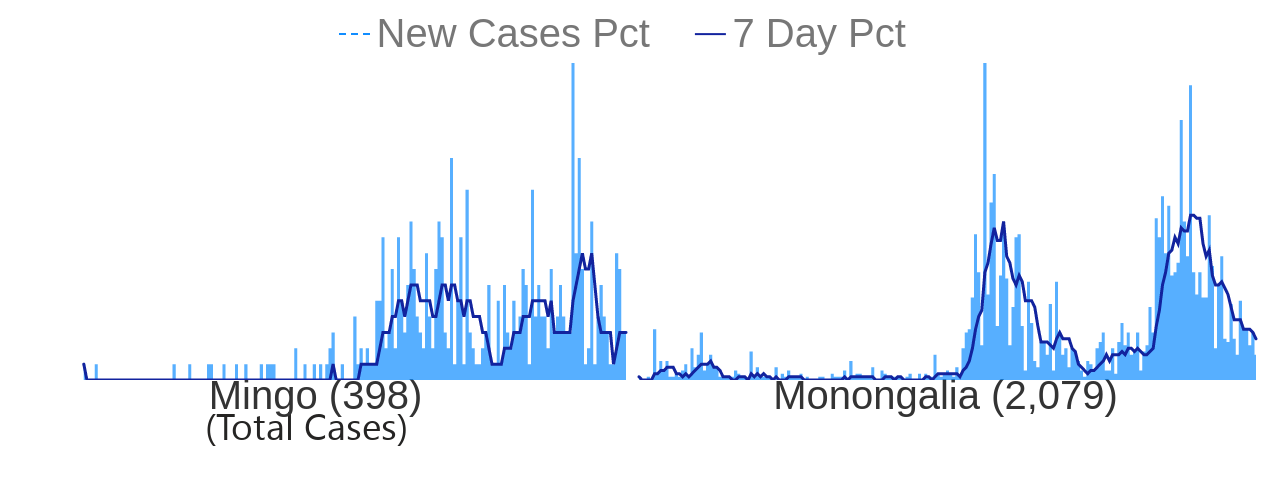 New Cases Pct 7 Day Pct
Mingo (398) Monongalia (2,079)
(Total Cases)